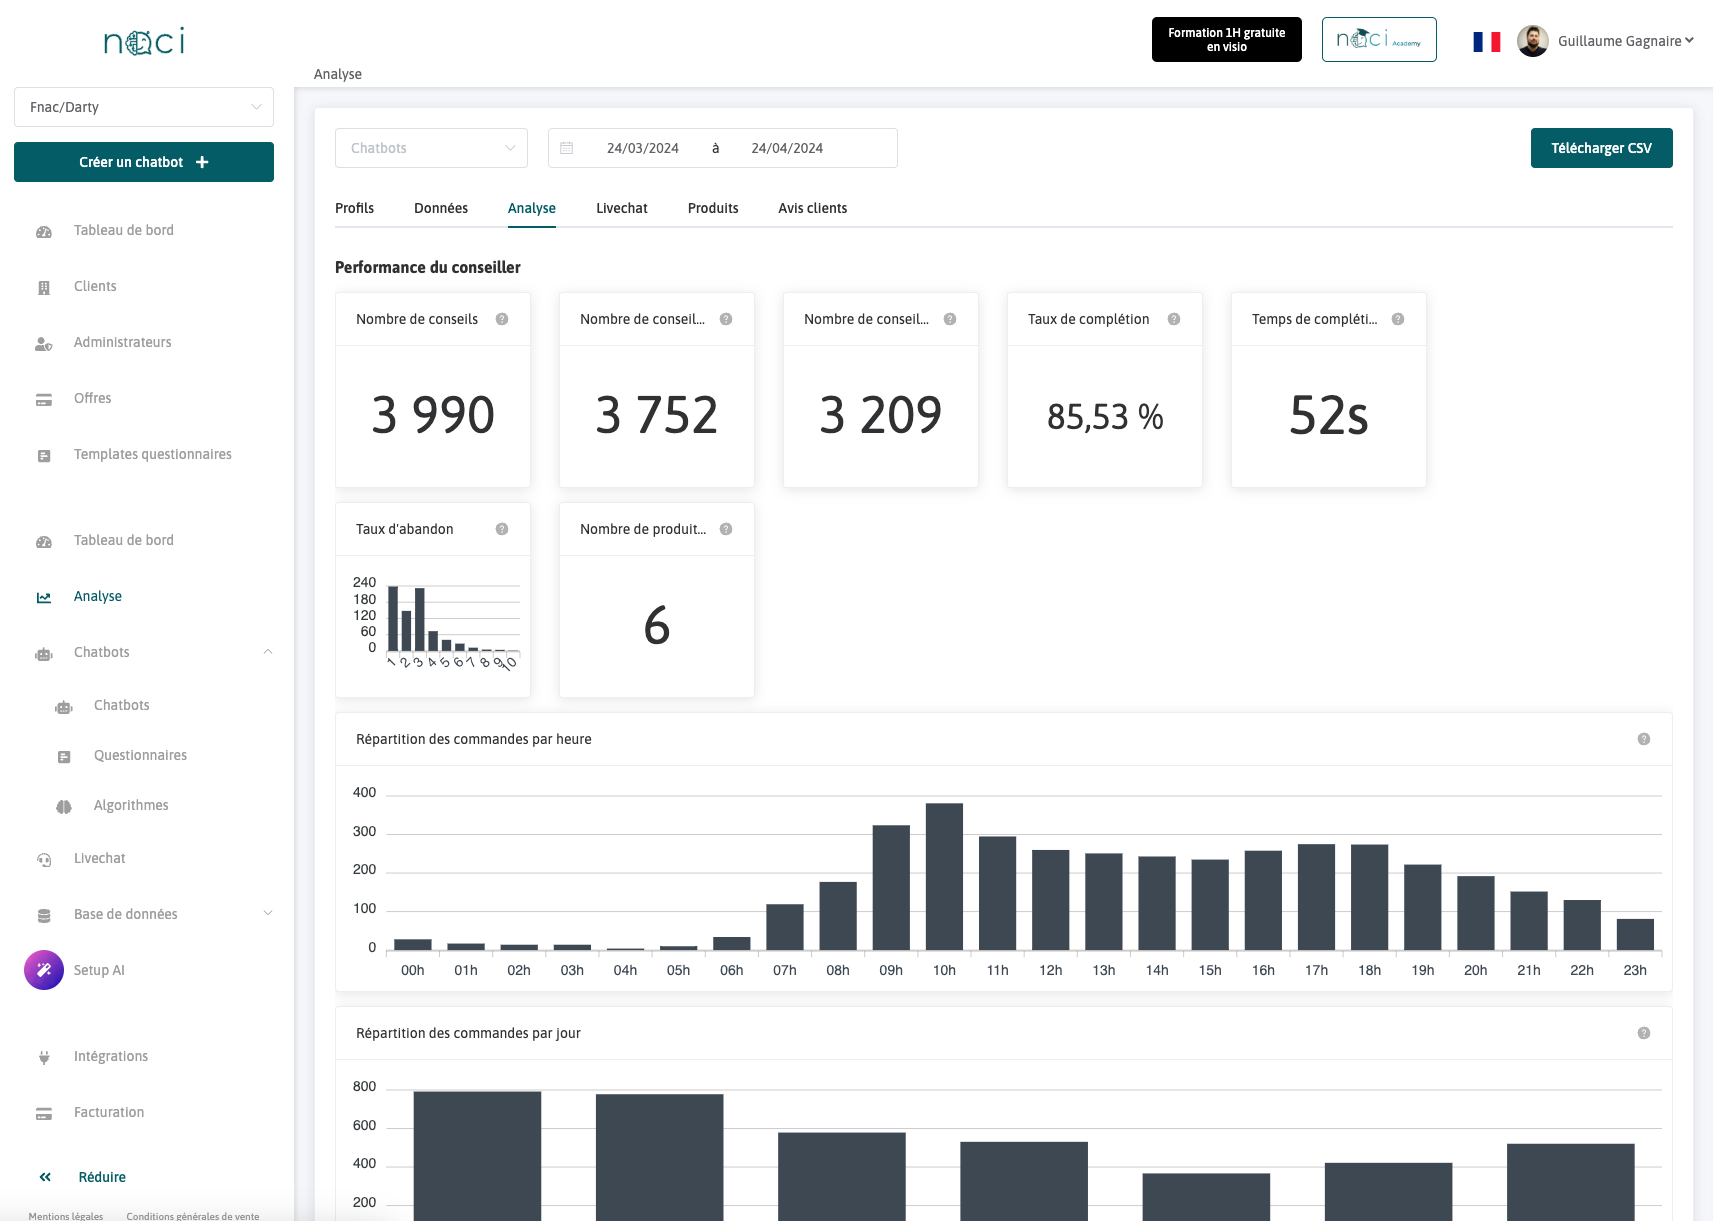 noci
Formation 1H gratuite
en visio
noci Academy
Guillaume Gagnaire
Analyse
Fnac/Darty
Créer un chatbot
Tableau de bord
Clients
Administrateurs
Offres
Templates questionnaires
Tableau de bord
Analyse
Chatbots
Chatbots
Questionnaires
Algorithmes
Livechat
Base de données
Setup AI
Intégrations
Facturation
Réduire
Mentions légales Conditions générales de vente
Chatbots 24/03/2024 à 24/04/2024 Télécharger CSV
Profils Données Analyse Livechat Produits Avis clients
Performance du conseiller
Nombre de conseils
3 990
Nombre de conseil...
3 752
Nombre de conseil...
3 209
Taux de complétion
85,53 %
Temps de compléti...
52s
Taux d'abandon
240
180
120
60
0
1 2 3 4 5 6 7 8 9 10
Nombre de produit...
6
Répartition des commandes par heure
400
300
200
100
0
00h 01h 02h 03h 04h 05h 06h 07h 08h 09h 10h 11h 12h 13h 14h 15h 16h 17h 18h 19h 20h 21h 22h 23h
Répartition des commandes par jour
800
600
400
200